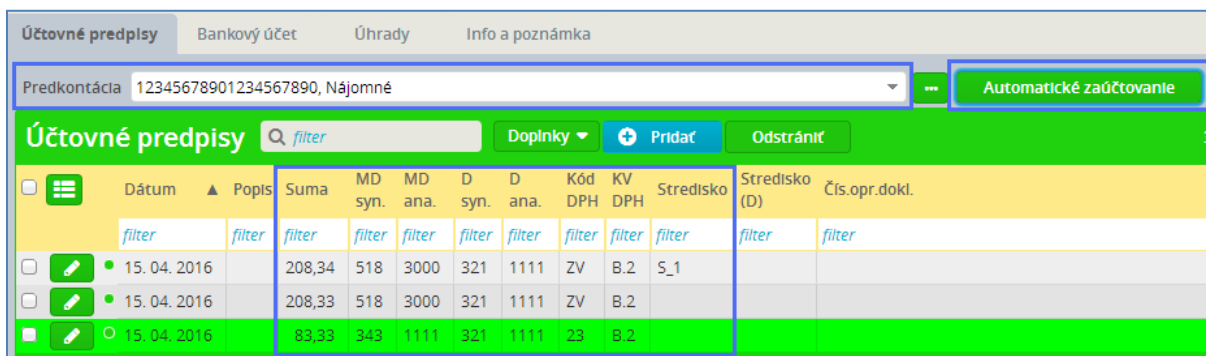 Účtovné predpisy Bankový účet Úhrady Info a poznámka
Predkontácia 12345678901234567890, Nájomné ... Automatické zaúčtovanie
Účtovné predpisy filter Doplnky Pridať Odstrániť
Dátum Popis Suma MD syn. MD ana. D syn. D ana. Kód DPH KV DPH Stredisko Stredisko (D) Čís.opr.dokl.
filter filter filter filter filter filter filter filter filter filter filter filter
15. 04. 2016 208,34 518 3000 321 1111 ZV B.2 S_1
15. 04. 2016 208,33 518 3000 321 1111 ZV B.2
15. 04. 2016 83,33 343 1111 321 1111 23 B.2